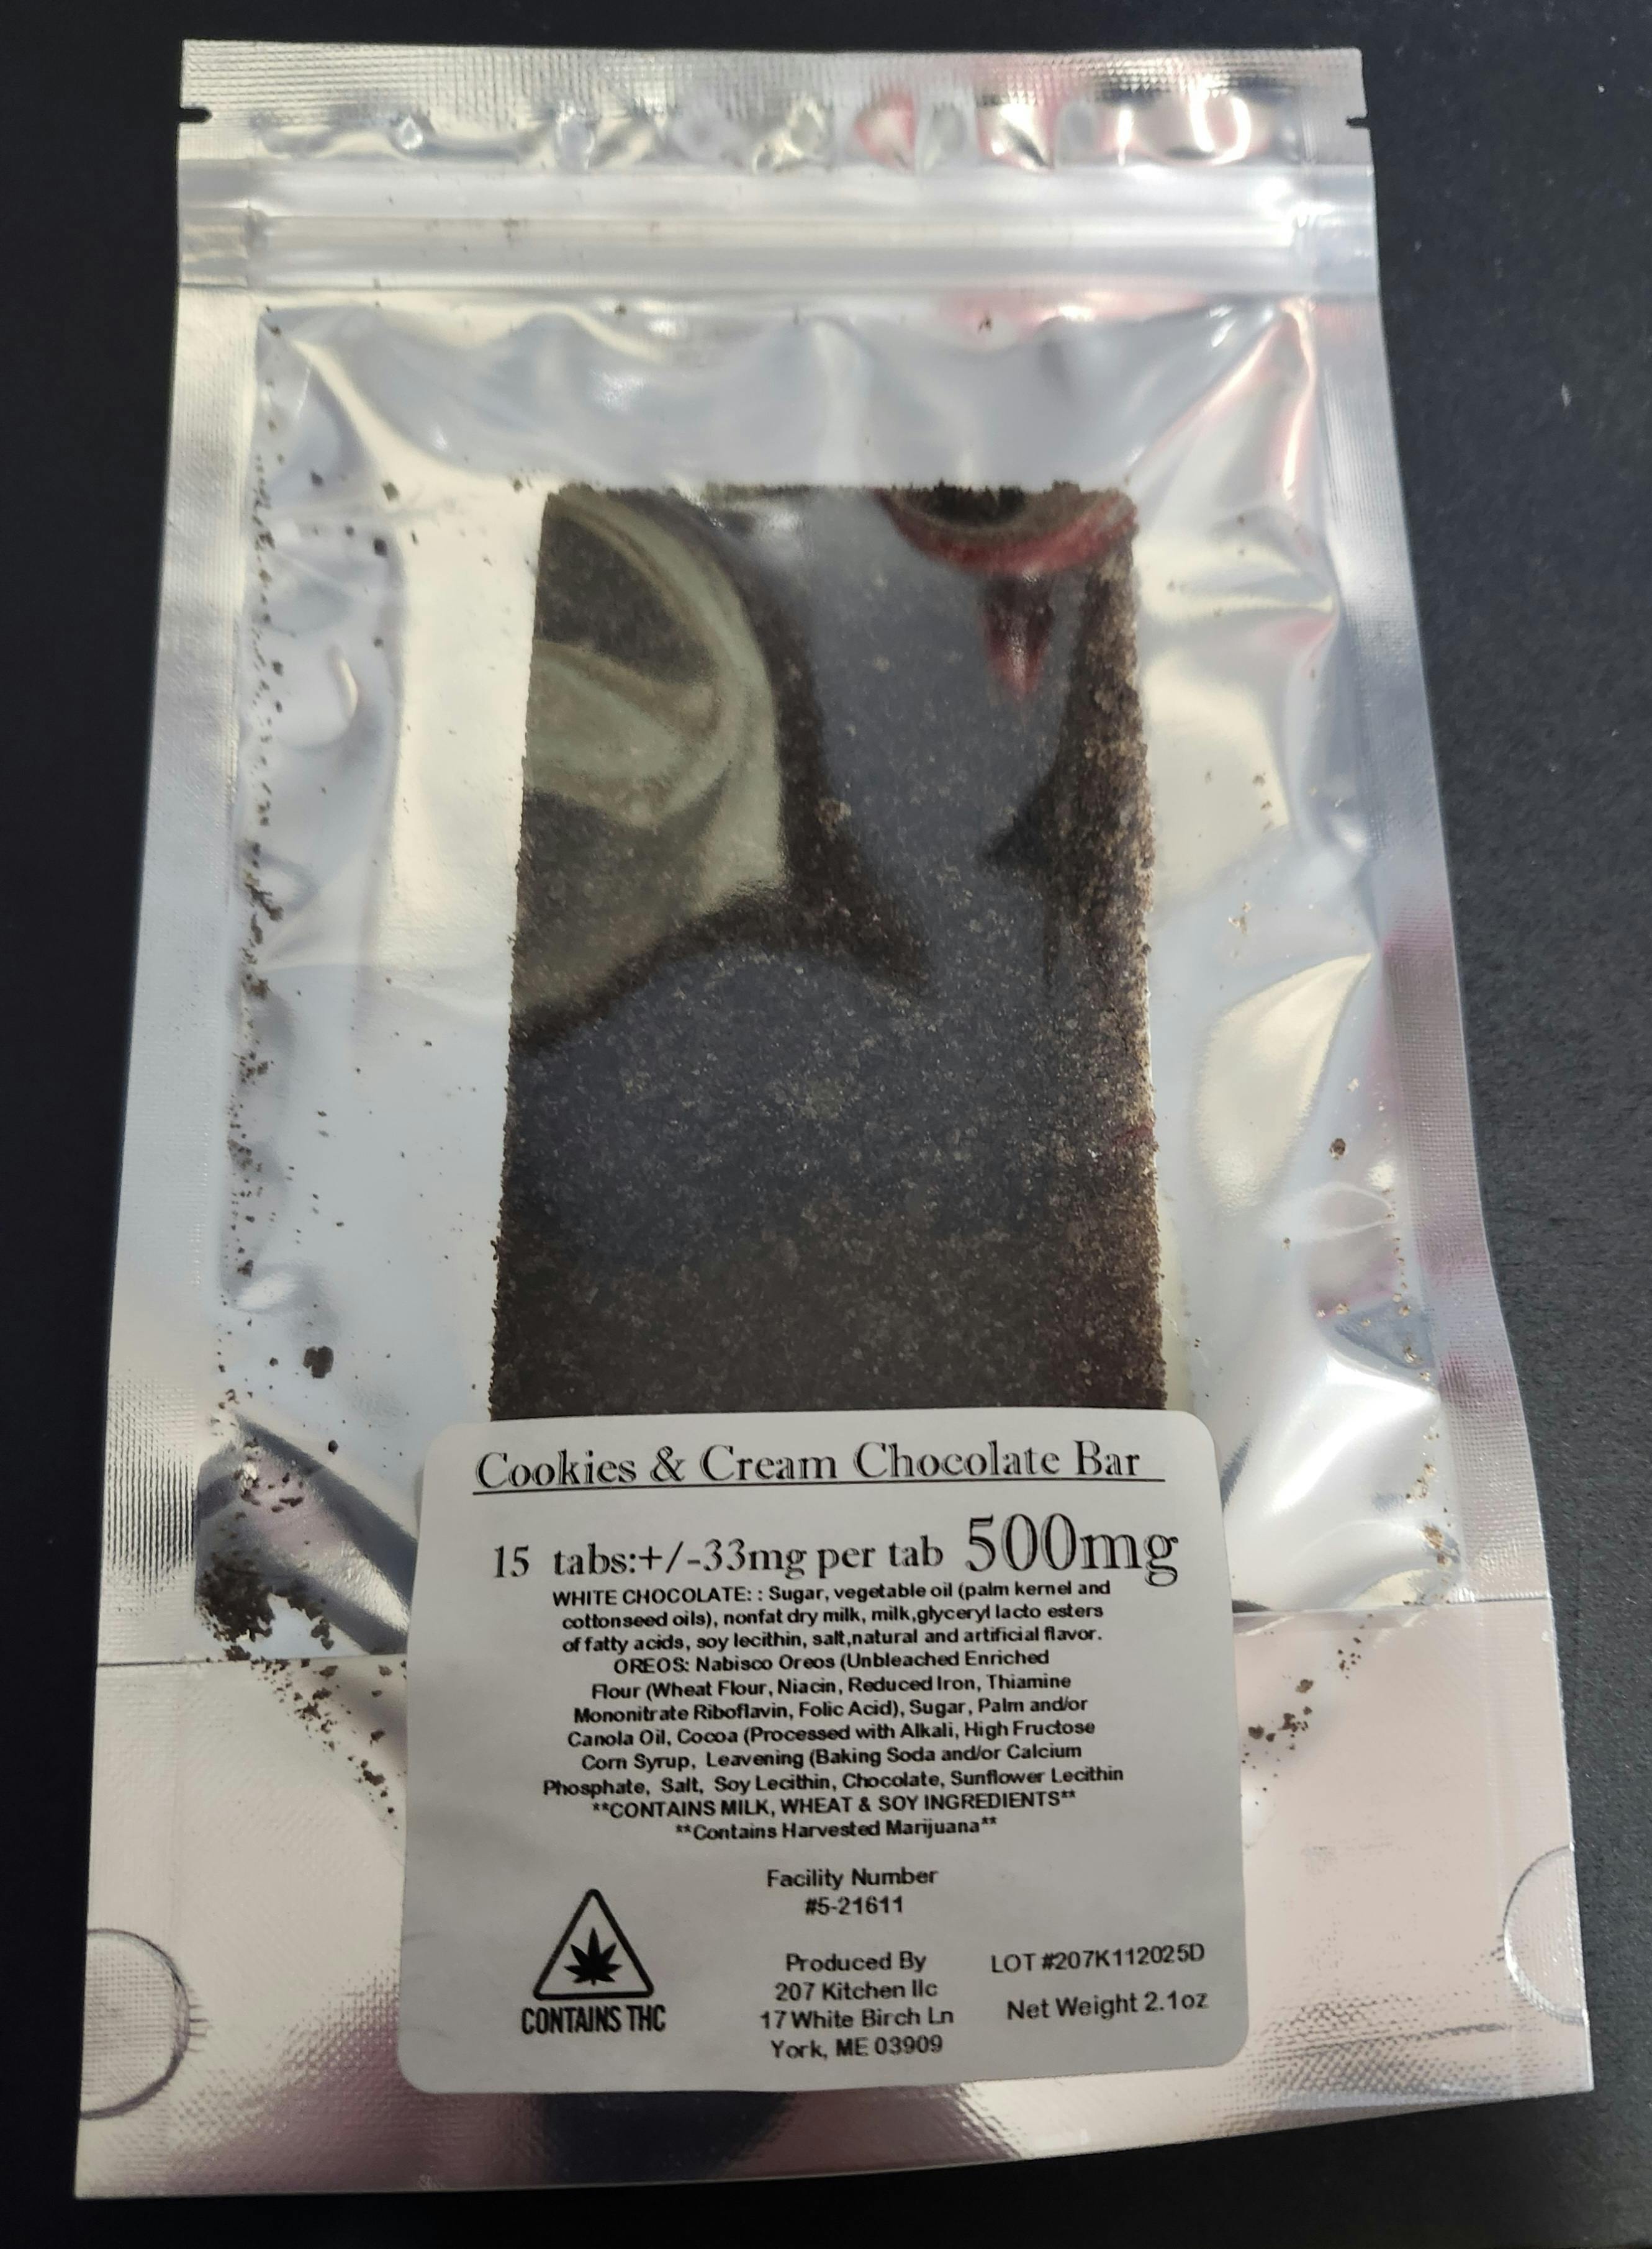 Cookies & Cream Chocolate Bar
15 tabs:+/-33mg per tab 500mg
WHITE CHOCOLATE: : Sugar, vegetable oil (palm kernel and
cottonseed oils), nonfat dry milk, milk,glyceryl lacto esters
of fatty acids, soy lecithin, salt,natural and artificial flavor.
OREOS: Nabisco Oreos (Unbleached Enriched
Flour (Wheat Flour, Niacin, Reduced Iron, Thiamine
Mononitrate Riboflavin, Folic Acid), Sugar, Palm and/or
Canola Oil, Cocoa (Processed with Alkali, High Fructose
Corn Syrup, Leavening (Baking Soda and/or Calcium
Phosphate, Salt, Soy Lecithin, Chocolate, Sunflower Lecithin
**CONTAINS MILK, WHEAT & SOY INGREDIENTS**
**Contains Harvested Marijuana**
Facility Number
#5-21611
CONTAINS THC
Produced By
207 Kitchen llc
17 White Birch Ln
York, ME 03909
LOT #207K112025D
Net Weight 2.1oz